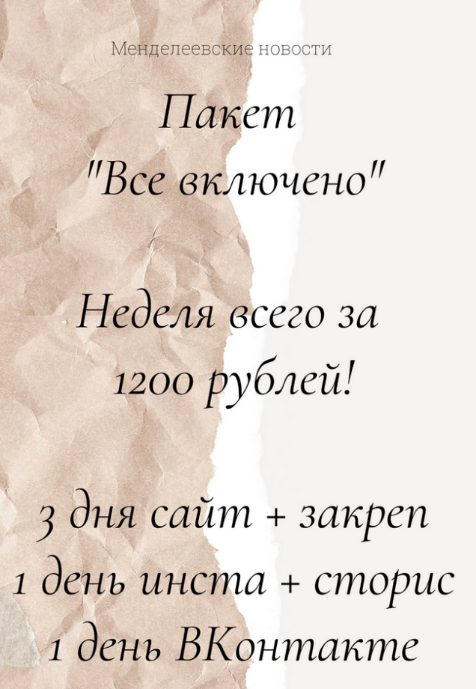 Менделеевские новости
Пакет
"Все включено"
Неделя всего за
1200 рублей!
3 дня сайт + закреп
1 день инста + сторис
1 день ВКонтакте